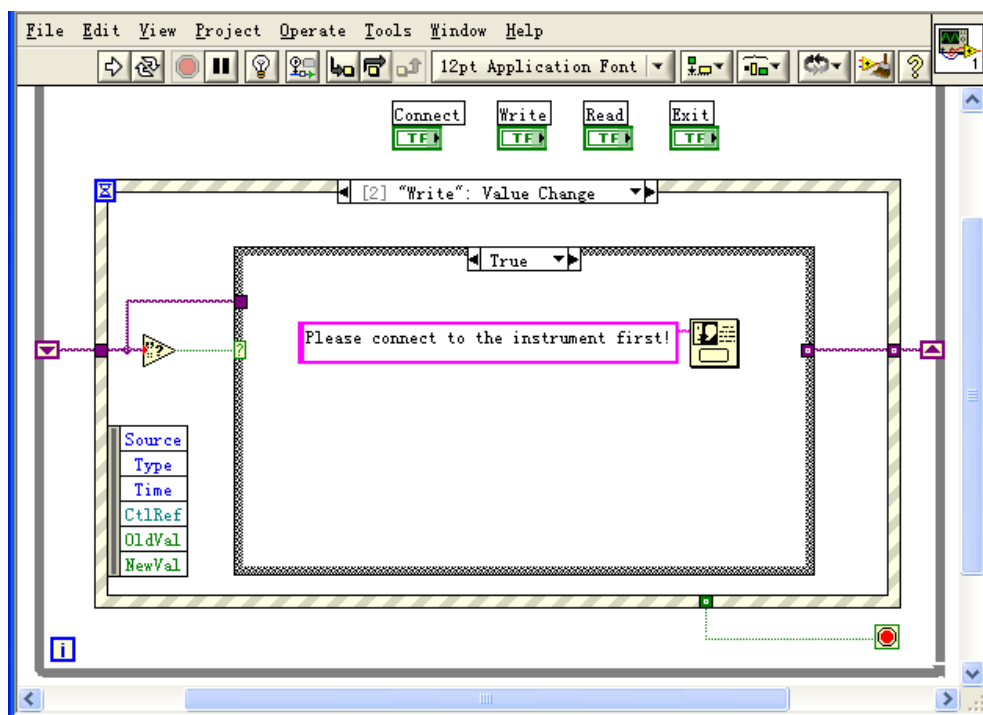 File Edit View Project Operate Tools Window Help
12pt Application Font
1
Connect Write Read Exit
TF TF TF TF
[2] "Write": Value Change
True
Please connect to the instrument first!
?
?
Source
Type
Time
CtlRef
OldVal
NewVal
i